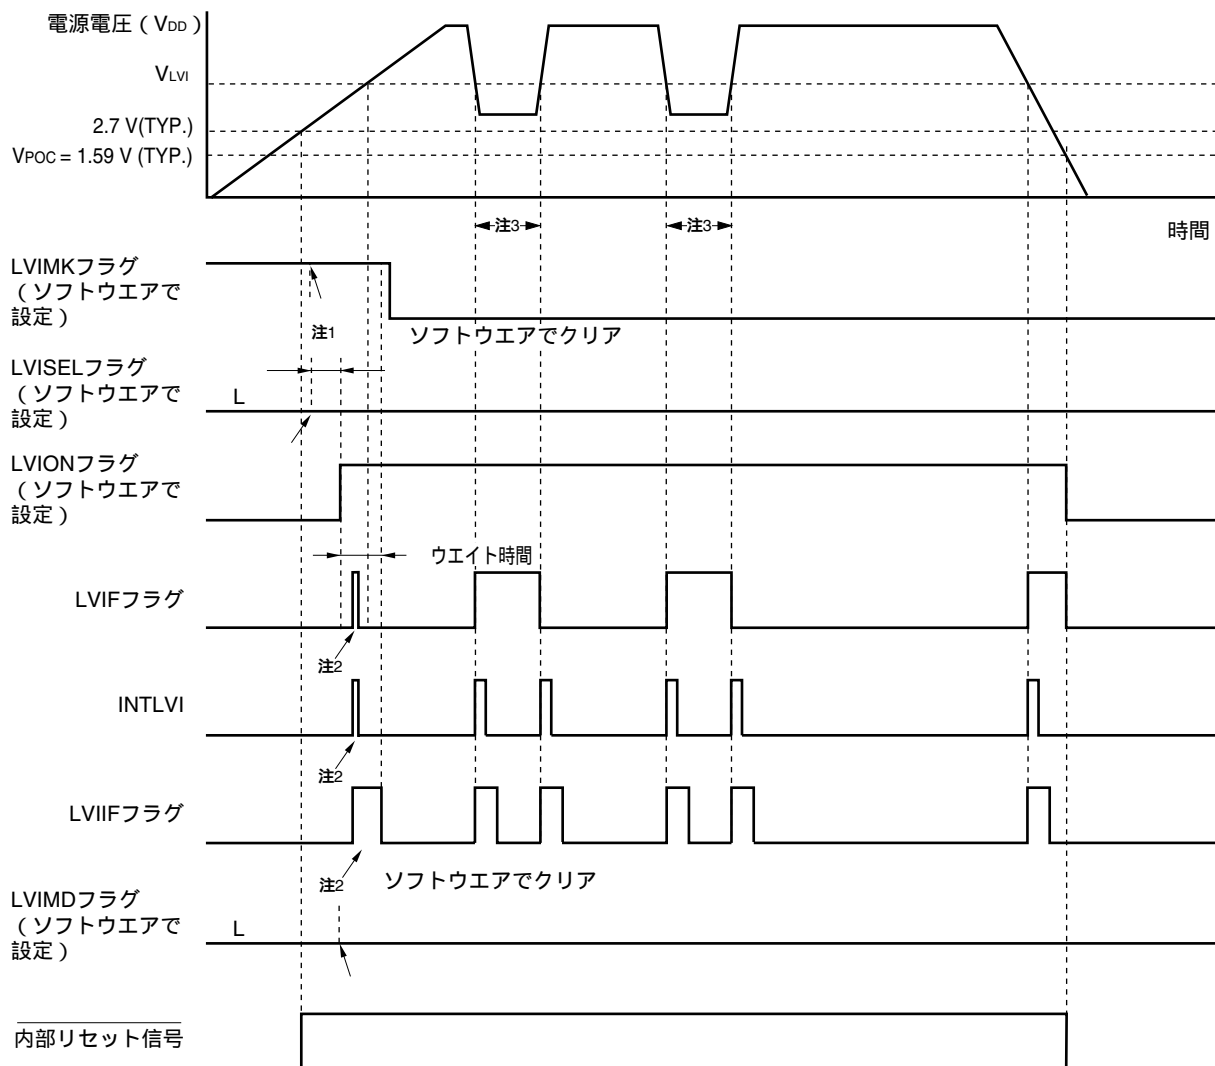 電源電圧（VDD）
VLVI
2.7 V(TYP.)
VPOC = 1.59 V (TYP.)
注3
注3
時間
LVIMKフラグ
（ソフトウエアで
設定）
注1
ソフトウエアでクリア
LVISELフラグ
（ソフトウエアで
設定）
L
LVIONフラグ
（ソフトウエアで
設定）
ウエイト時間
LVIFフラグ
注2
INTLVI
注2
LVIIFフラグ
注2
ソフトウエアでクリア
LVIMDフラグ
（ソフトウエアで
設定）
L
内部リセット信号